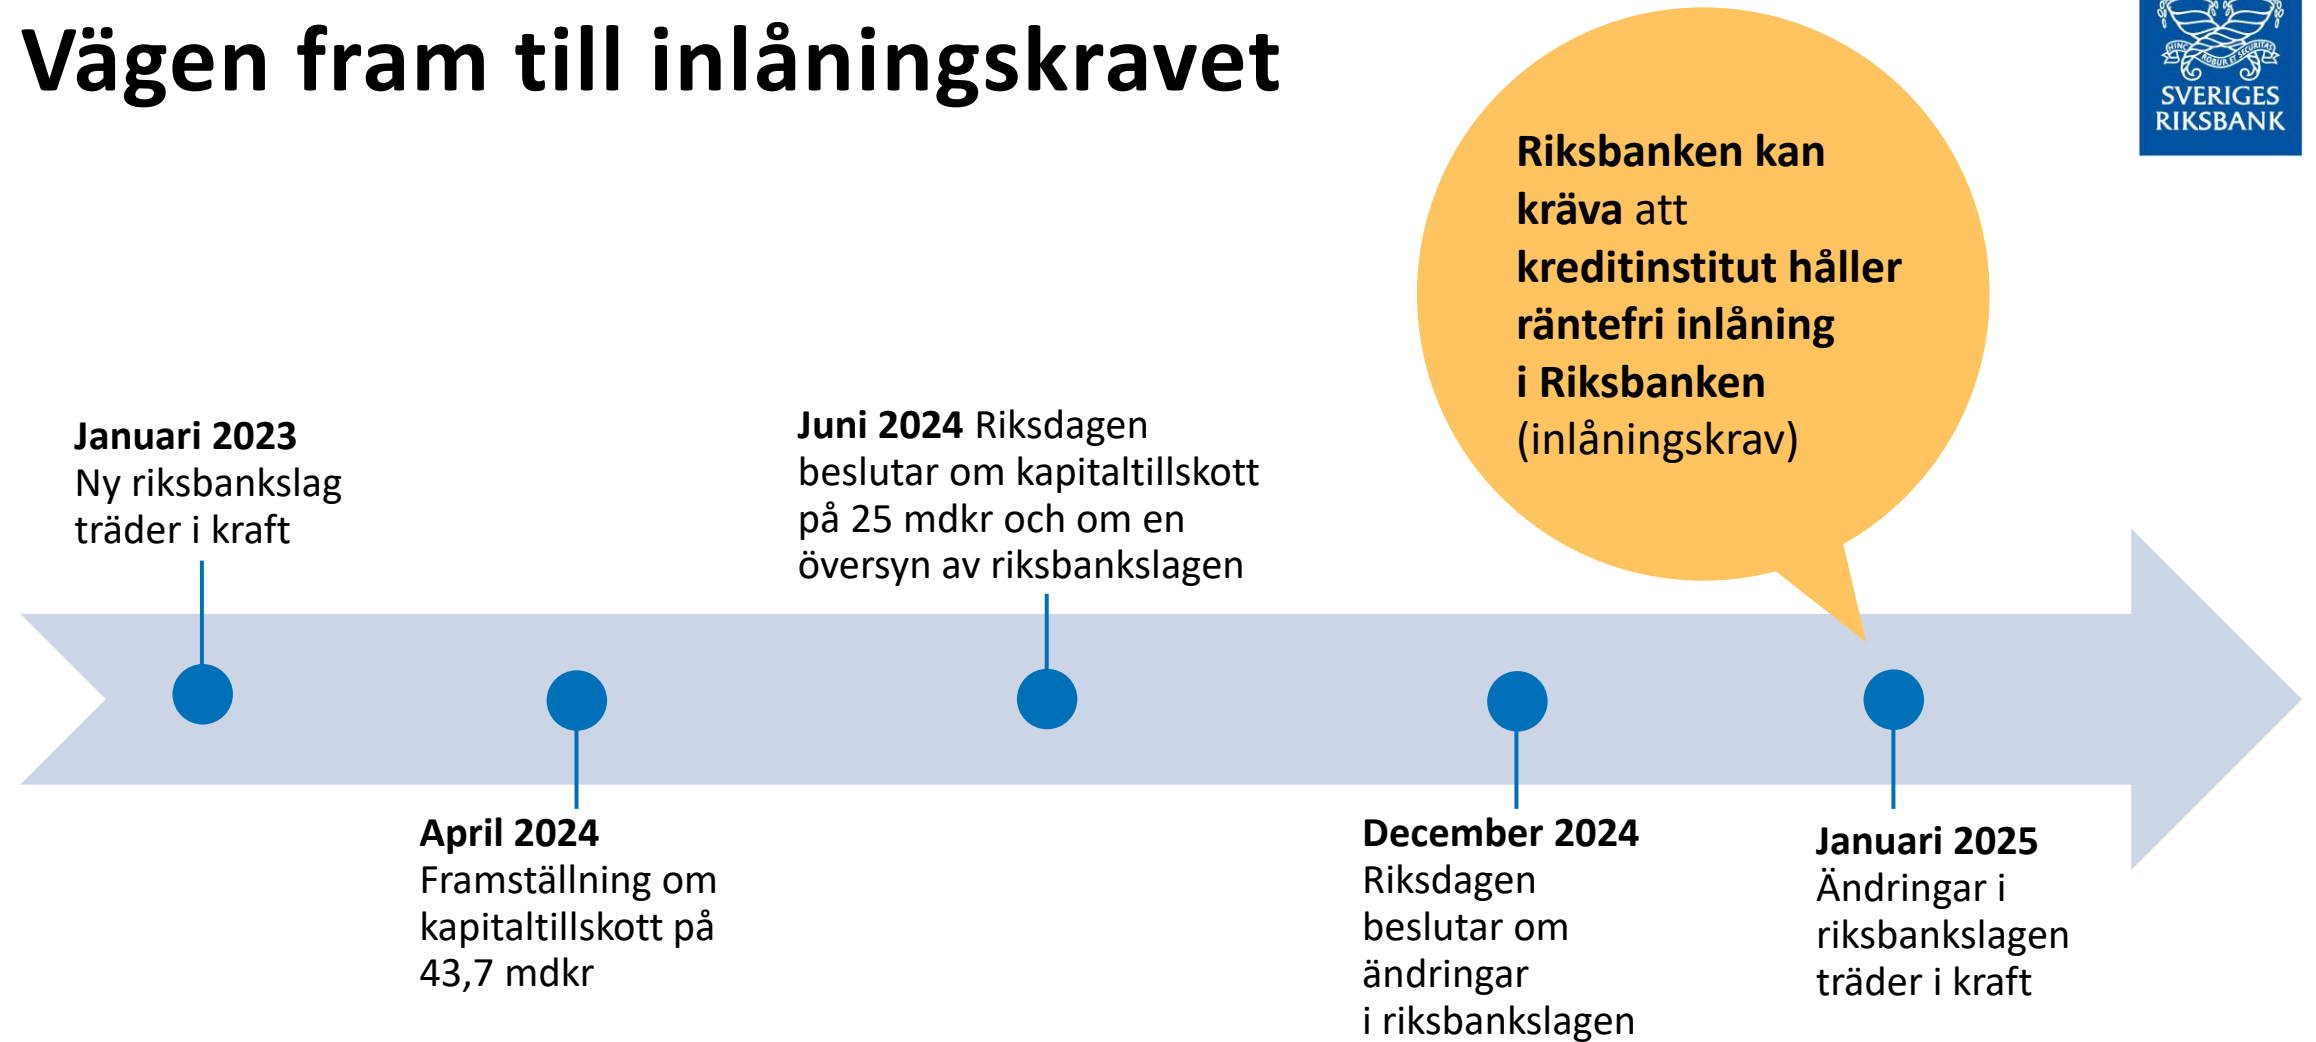 Vägen fram till inlåningskravet
SVERIGES
RIKSBANK
Riksbanken kan
kräva att
kreditinstitut håller
räntefri inlåning
i Riksbanken
(inlåningskrav)
Januari 2023
Ny riksbankslag
träder i kraft
Juni 2024 Riksdagen
beslutar om kapitaltillskott
på 25 mdkr och om en
översyn av riksbankslagen
April 2024
Framställning om
kapitaltillskott på
43,7 mdkr
December 2024
Riksdagen
beslutar om
ändringar
i riksbankslagen
Januari 2025
Ändringar i
riksbankslagen
träder i kraft